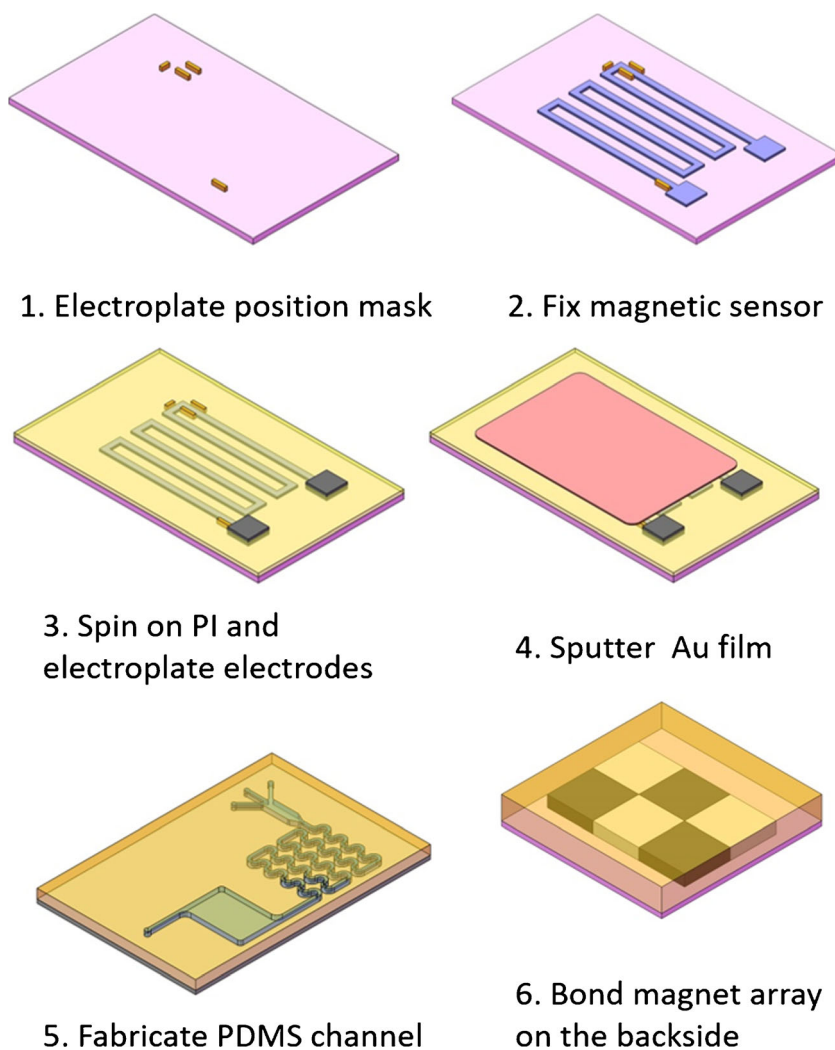 1. Electroplate position mask
2. Fix magnetic sensor
3. Spin on PI and
electroplate electrodes
4. Sputter Au film
5. Fabricate PDMS channel
6. Bond magnet array
on the backside